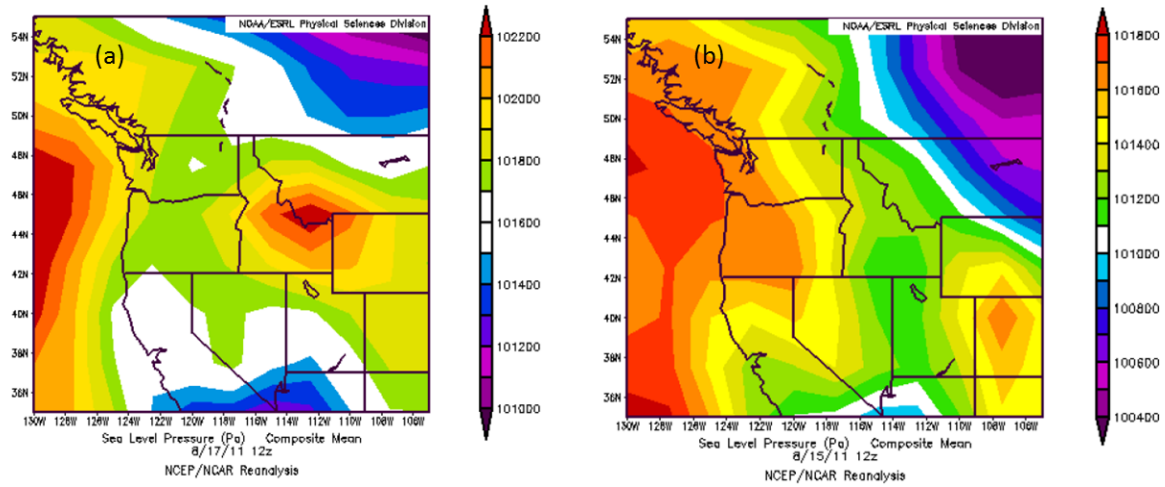 NOAA/ESRL Physical Sciences Division
(a)
54N
52N
50N
48N
46N
44N
42N
40N
38N
36N
130W 128W 126W 124W 122W 120W 118W 116W 114W 112W 110W 108W
102200
102000
101800
101600
101400
101200
101000
Sea Level Pressure (Pa) Composite Mean
8/17/11 12z
NCEP/NCAR Reanalysis
NOAA/ESRL Physical Sciences Division
(b)
54N
52N
50N
48N
46N
44N
42N
40N
38N
36N
130W 128W 126W 124W 122W 120W 118W 116W 114W 112W 110W 108W
101800
101600
101400
101200
101000
100800
100600
100400
Sea Level Pressure (Pa) Composite Mean
8/15/11 12z
NCEP/NCAR Reanalysis